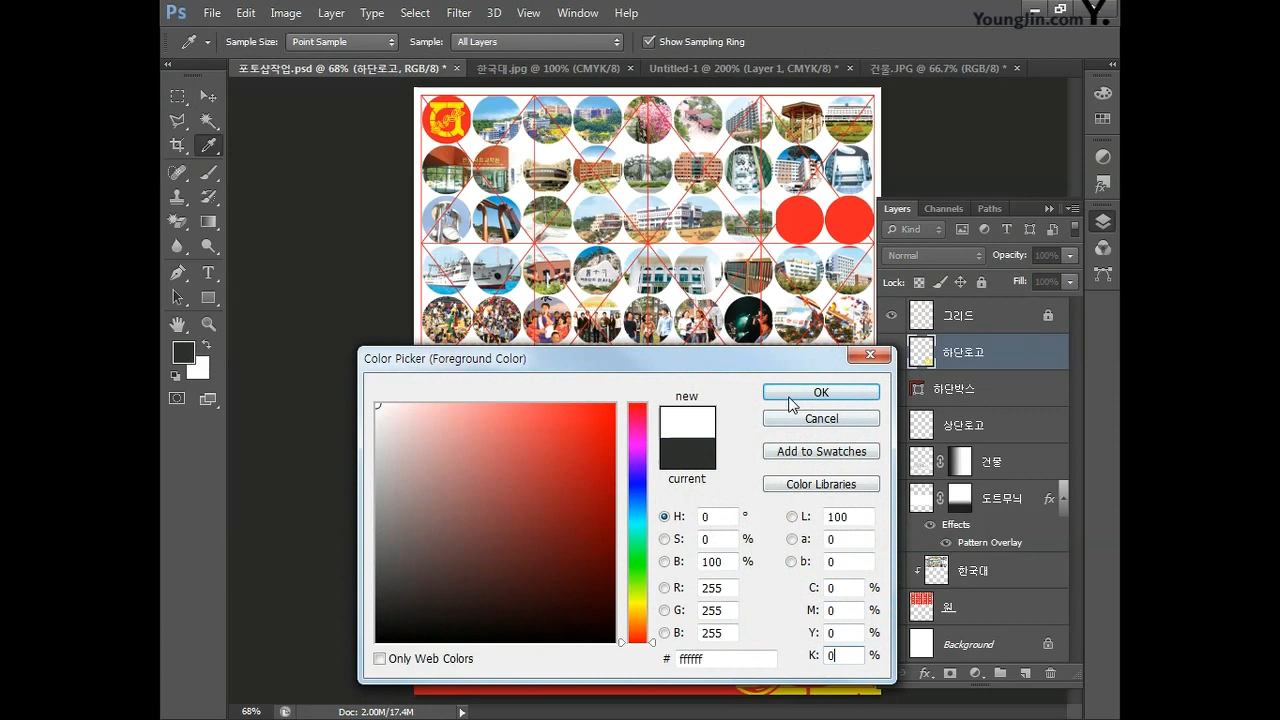 Ps File Edit Image Layer Type Select Filter 3D View Window Help
YoungJin.com Y.
Sample Size: Point Sample Sample: All Layers Show Sampling Ring
포토샵작업.psd @ 68% (하단로고, RGB/8) * × 한국대.jpg @ 100% (CMYK/8) × Untitled-1 @ 200% (Layer 1, CMYK/8) * × 건물.JPG @ 66.7% (RGB/8) * ×
Layers Channels Paths
Kind
Normal Opacity: 100%
Lock: Fill: 100%
그리드
하단로고
하단박스
상단로고
건물
도트무늬 fx
Effects
Pattern Overlay
한국대
원
Background
fx
Color Picker (Foreground Color)
new
current
OK
Cancel
Add to Swatches
Color Libraries
H: 0 °
S: 0 %
B: 100 %
R: 255
G: 255
B: 255
# ffffff
L: 100
a: 0
b: 0
C: 0 %
M: 0 %
Y: 0 %
K: 0 %
Only Web Colors
68% Doc: 2.00M/17.4M